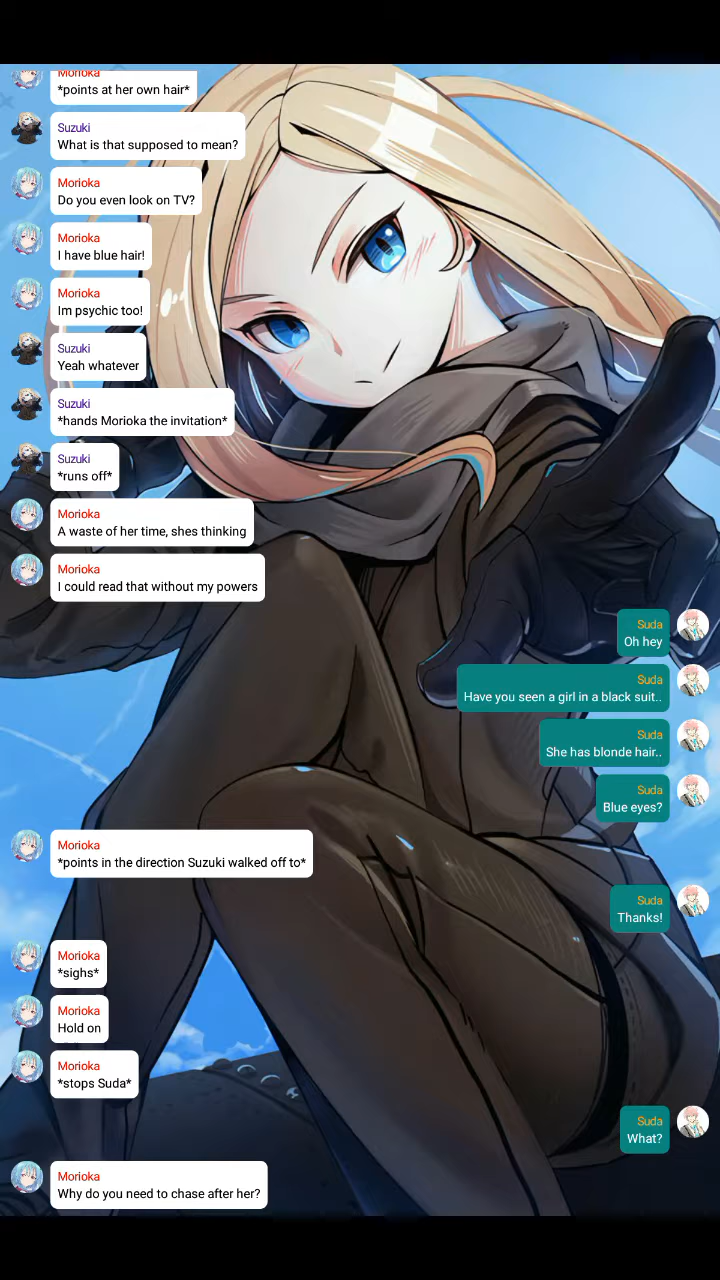 Morioka
*points at her own hair*
Suzuki
What is that supposed to mean?
Morioka
Do you even look on TV?
Morioka
I have blue hair!
Morioka
Im psychic too!
Suzuki
Yeah whatever
Suzuki
*hands Morioka the invitation*
Suzuki
*runs off*
Morioka
A waste of her time, shes thinking
Morioka
I could read that without my powers
Suda
Oh hey
Suda
Have you seen a girl in a black suit..
Suda
She has blonde hair..
Suda
Blue eyes?
Morioka
*points in the direction Suzuki walked off to*
Suda
Thanks!
Morioka
*sighs*
Morioka
Hold on
Morioka
*stops Suda*
Suda
What?
Morioka
Why do you need to chase after her?